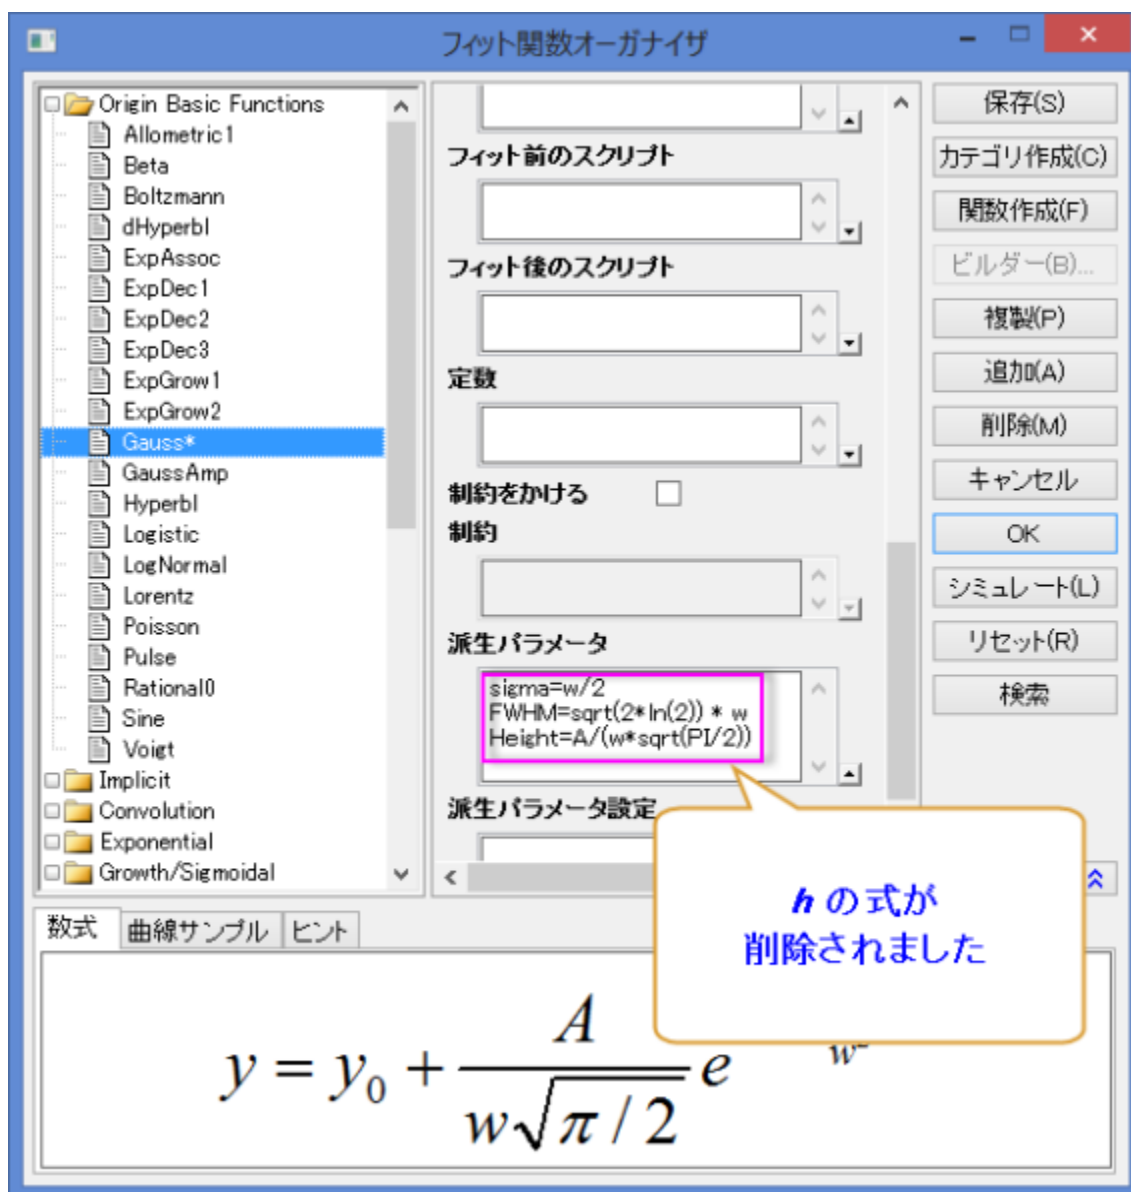 フィット関数オーガナイザ
Origin Basic Functions
Allometric1
Beta
Boltzmann
dHyperbl
ExpAssoc
ExpDec1
ExpDec2
ExpDec3
ExpGrow1
ExpGrow2
Gauss*
GaussAmp
Hyperbl
Logistic
LogNormal
Lorentz
Poisson
Pulse
Rational0
Sine
Voigt
Implicit
Convolution
Exponential
Growth/Sigmoidal
フィット前のスクリプト
フィット後のスクリプト
定数
制約をかける
制約
派生パラメータ
sigma=w/2
FWHM=sqrt(2*ln(2)) * w
Height=A/(w*sqrt(PI/2))
派生パラメータ設定
保存(S)
カテゴリ作成(C)
関数作成(F)
ビルダー(B)...
複製(P)
追加(A)
削除(M)
キャンセル
OK
シミュレート(L)
リセット(R)
検索
h の式が
削除されました
数式 曲線サンプル ヒント
y = y₀ + A / (w√π / 2) e w²